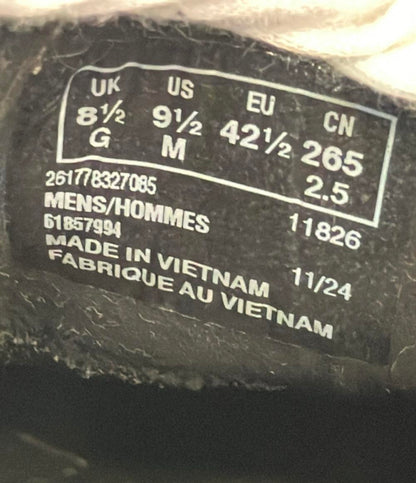 UK US EU CN
8½ 9½ 42½ 265
G M 2.5
261778327085
MENS/HOMMES 11826
61857994
MADE IN VIETNAM 11/24
FABRIQUE AU VIETNAM